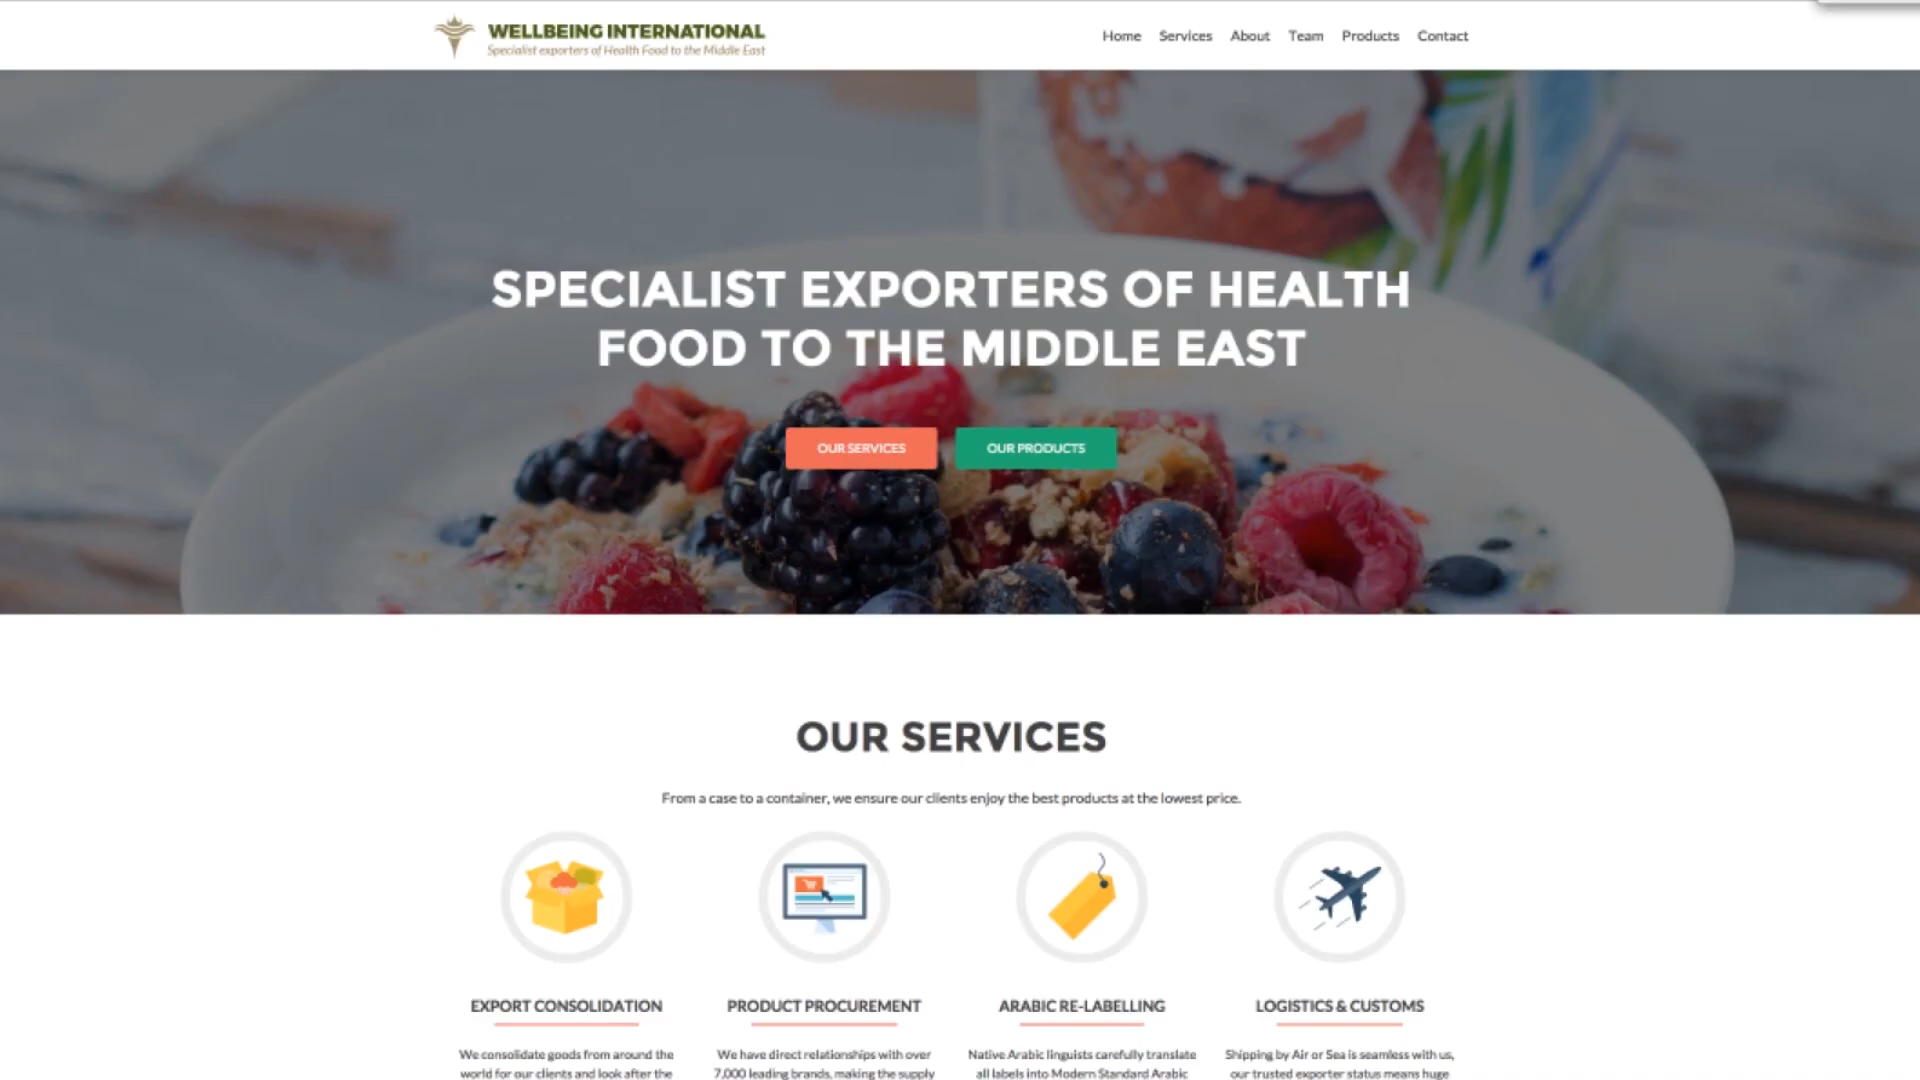 WELLBEING INTERNATIONAL
Specialist exporters of Health Food to the Middle East
Home Services About Team Products Contact
SPECIALIST EXPORTERS OF HEALTH
FOOD TO THE MIDDLE EAST
OUR SERVICES
OUR PRODUCTS
OUR SERVICES
From a case to a container, we ensure our clients enjoy the best products at the lowest price.
EXPORT CONSOLIDATION
We consolidate goods from around the
world for our clients and look after the
PRODUCT PROCUREMENT
We have direct relationships with over
7,000 leading brands, making the supply
ARABIC RE-LABELLING
Native Arabic linguists carefully translate
all labels into Modern Standard Arabic
LOGISTICS & CUSTOMS
Shipping by Air or Sea is seamless with us,
our trusted exporter status means huge